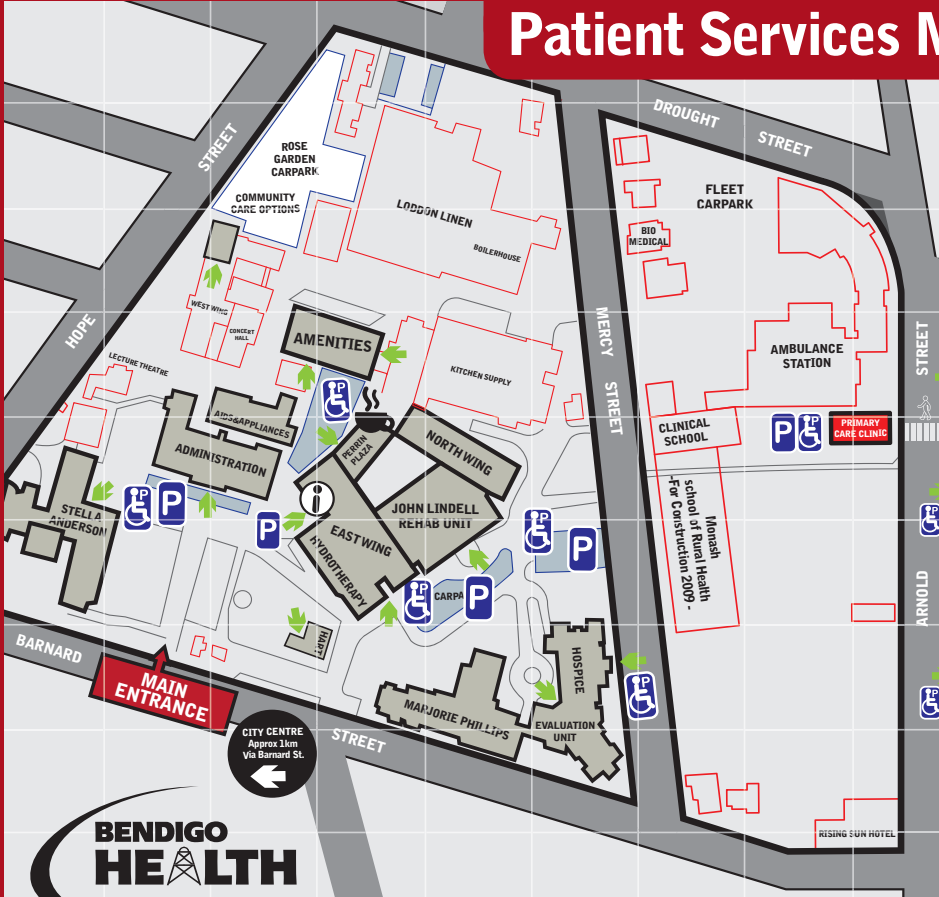 Patient Services M
DROUGHT STREET
STREET
ROSE
GARDEN
CARPARK
COMMUNITY
CARE OPTIONS
LODDON LINEN
BOILERHOUSE
FLEET
CARPARK
BIO
MEDICAL
HOPE
WEST WING
CONCERT
HALL
LECTURE THEATRE
AMENITIES
KITCHEN SUPPLY
MERCY
STREET
AMBULANCE
STATION
STREET
CLINICAL
SCHOOL
P
P
PRIMARY
CARE CLINIC
P
AIDS&APPLIANCES
ADMINISTRATION
PERRIN
PLAZA
NORTH WING
JOHN LINDELL
REHAB UNIT
i
EAST WING
HYDROTHERAPY
STELLA
ANDERSON
P
P
P
P
P
P
P
CARPA
P
Monash
school of Rural Health
-For Construction 2009 -
ARNOLD
P
P
HART
HOSPICE
P
EVALUATION
UNIT
MARJORIE PHILLIPS
BARNARD
STREET
MAIN
ENTRANCE
CITY CENTRE
Approx 1km
Via Barnard St.
RISING SUN HOTEL
BENDIGO
HEALTH